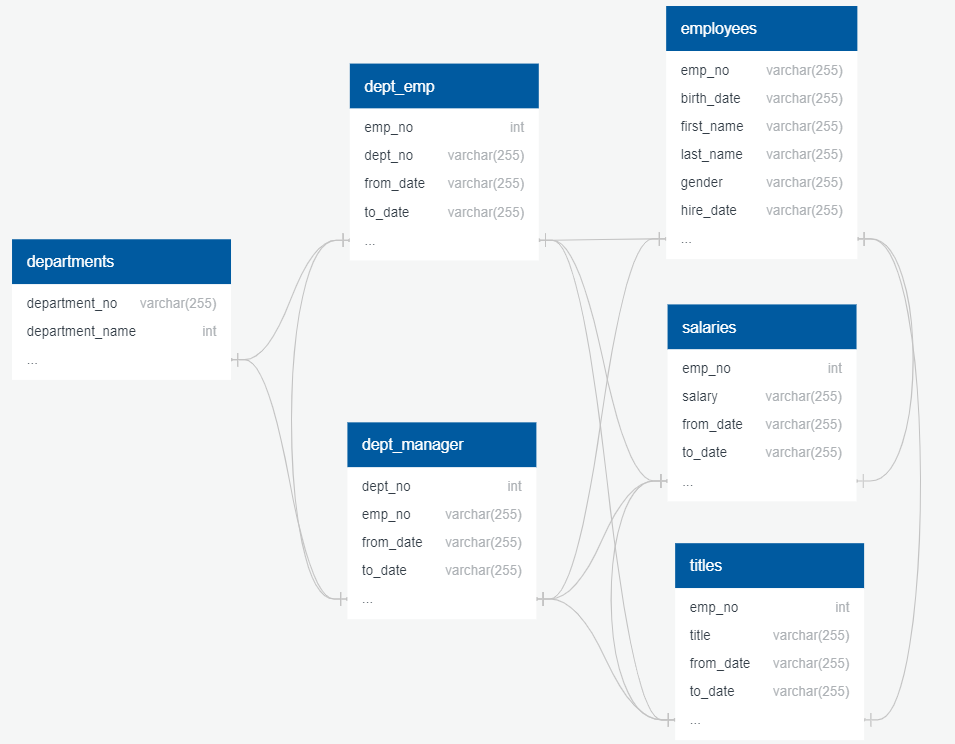 departments
department_no varchar(255)
department_name int
...
dept_emp
emp_no int
dept_no varchar(255)
from_date varchar(255)
to_date varchar(255)
...
dept_manager
dept_no int
emp_no varchar(255)
from_date varchar(255)
to_date varchar(255)
...
employees
emp_no varchar(255)
birth_date varchar(255)
first_name varchar(255)
last_name varchar(255)
gender varchar(255)
hire_date varchar(255)
...
salaries
emp_no int
salary varchar(255)
from_date varchar(255)
to_date varchar(255)
...
titles
emp_no int
title varchar(255)
from_date varchar(255)
to_date varchar(255)
...